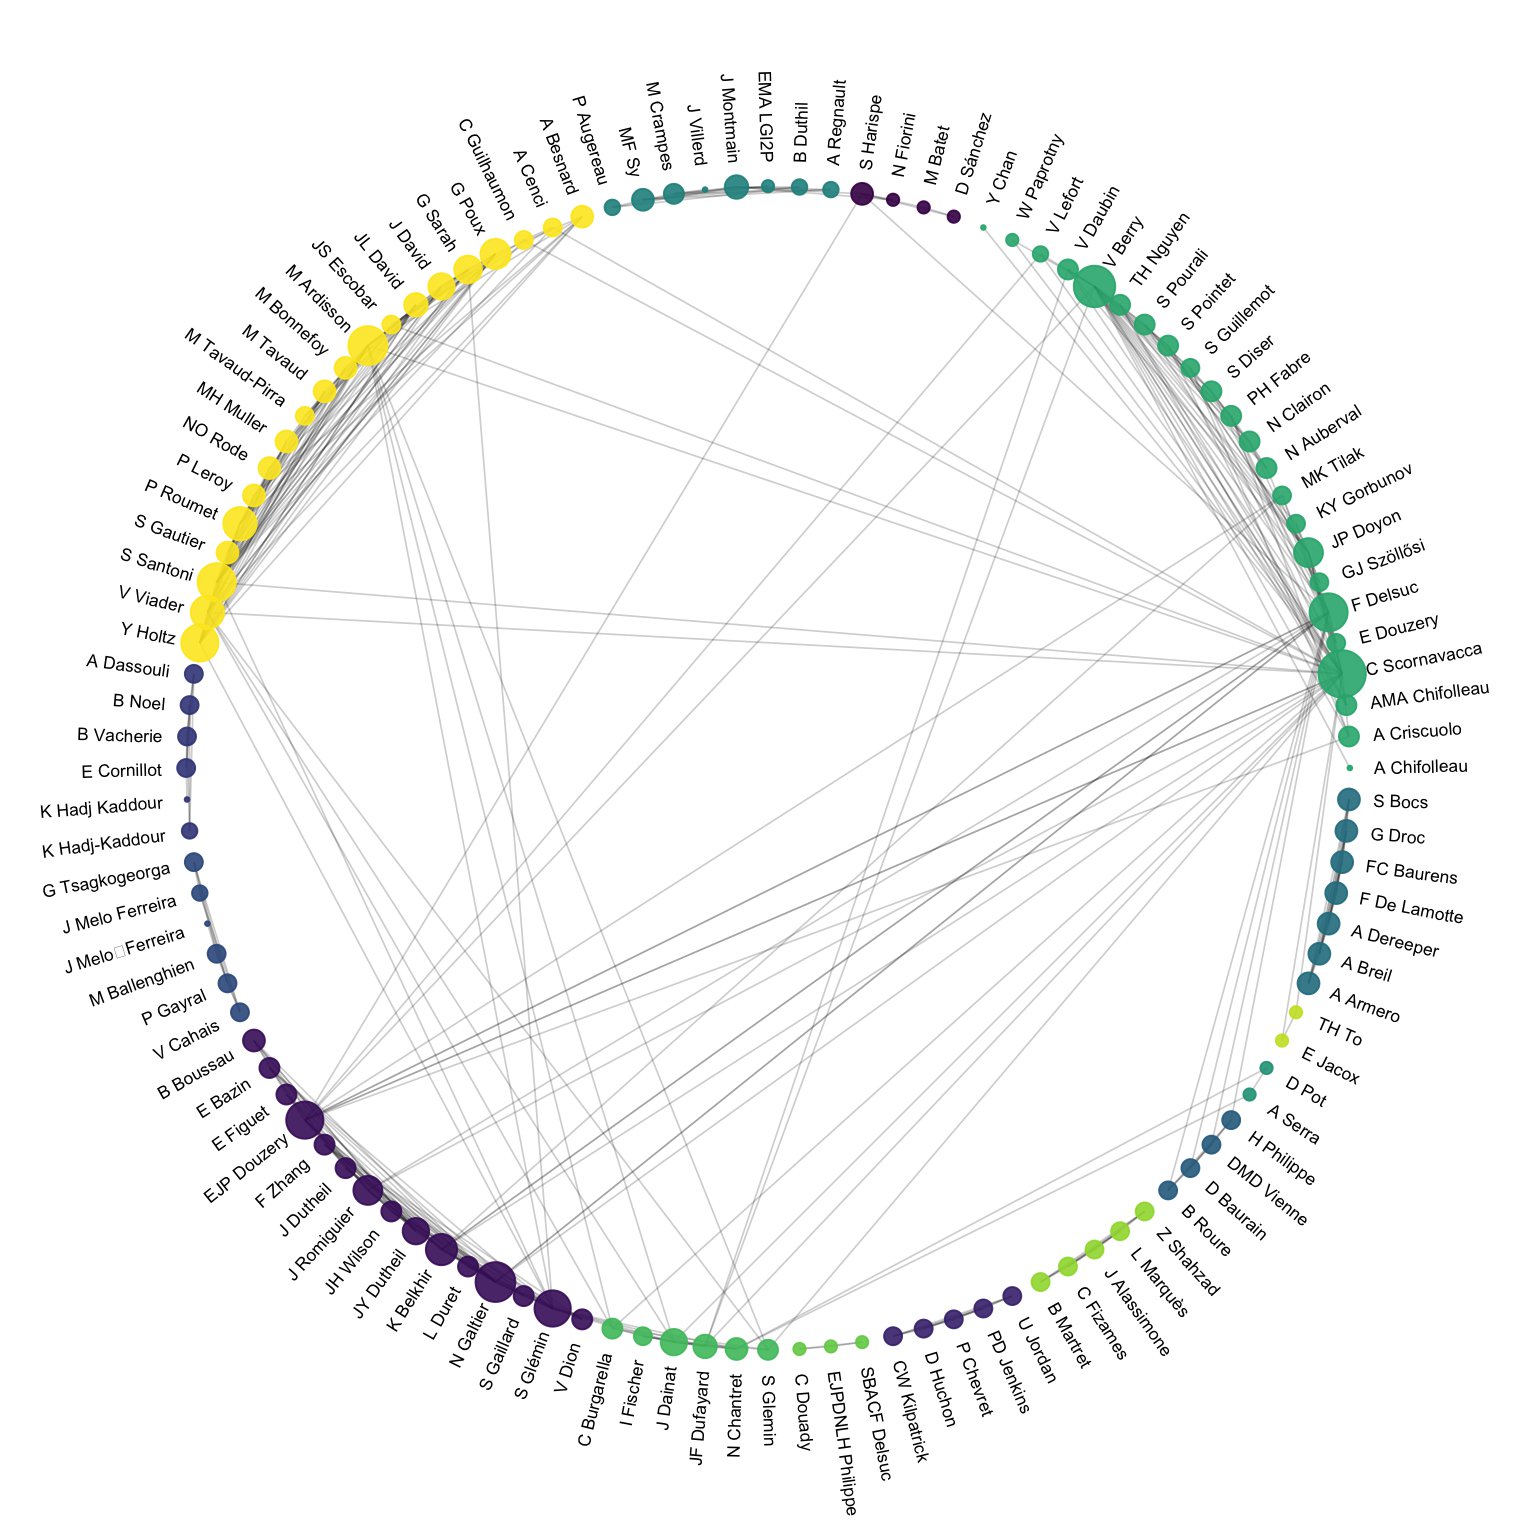 P Augereau
MF Sy
M Crampes
J Villerd
J Montmain
EMA LGI2P
B Duthil
A Regnault
S Harispe
N Fiorini
M Batet
D Sánchez
Y Chan
W Paprotny
V Lefort
V Daubin
V Berry
TH Nguyen
S Pourali
S Pointet
S Guillemot
S Diser
PH Fabre
N Clairon
N Auberval
MK Tilak
KY Gorbunov
JP Doyon
GJ Szöllősi
F Delsuc
E Douzery
C Scornavacca
AMA Chifolleau
A Criscuolo
A Chifolleau
S Bocs
G Droc
FC Baurens
F De Lamotte
A Dereeper
A Breil
A Armero
TH To
E Jacox
D Pot
A Serra
H Philippe
DMD Vienne
D Baurain
B Roure
Z Shahzad
L Marquès
J Alassimone
C Fizames
B Martret
U Jordan
PD Jenkins
P Chevret
D Huchon
CW Kilpatrick
SBACF Delsuc
EJPDNLH Philippe
C Douady
S Glemin
N Chantret
JF Dufayard
J Dainat
I Fischer
C Burgarella
V Dion
S Glémin
S Gaillard
N Galtier
L Duret
K Belkhir
JY Dutheil
JH Wilson
J Romiguier
J Dutheil
F Zhang
EJP Douzery
E Figuet
E Bazin
B Boussau
V Cahais
P Gayral
M Ballenghien
J Melo□Ferreira
J Melo Ferreira
G Tsagkogeorga
K Hadj-Kaddour
K Hadj Kaddour
E Cornillot
B Vacherie
B Noel
A Dassouli
Y Holtz
V Viader
S Santoni
S Gautier
P Roumet
P Leroy
NO Rode
MH Muller
M Tavaud-Pirra
M Tavaud
M Bonnefoy
M Ardisson
JS Escobar
JL David
J David
G Sarah
G Poux
C Guilhaumon
A Cenci
A Besnard